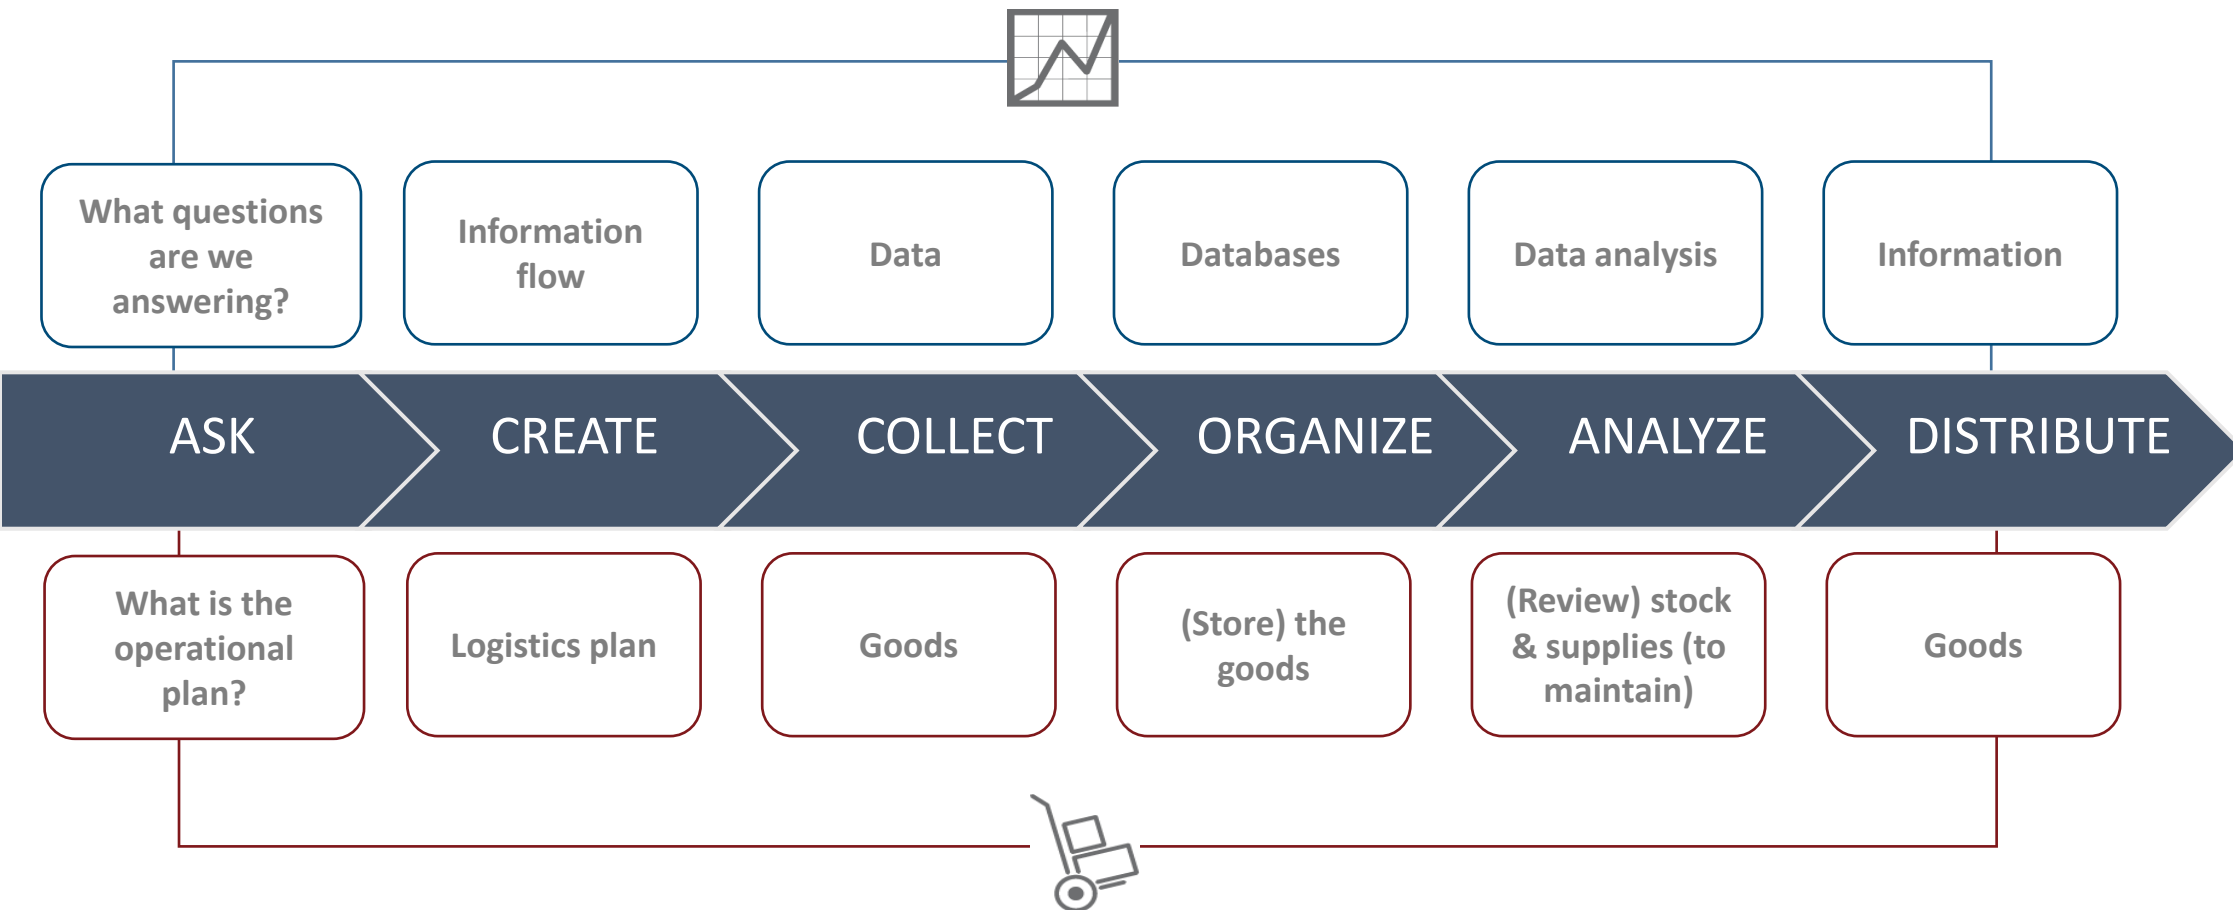 What questions
are we
answering?
Information
flow
Data
Databases
Data analysis
Information
ASK
CREATE
COLLECT
ORGANIZE
ANALYZE
DISTRIBUTE
What is the
operational
plan?
Logistics plan
Goods
(Store) the
goods
(Review) stock
& supplies (to
maintain)
Goods